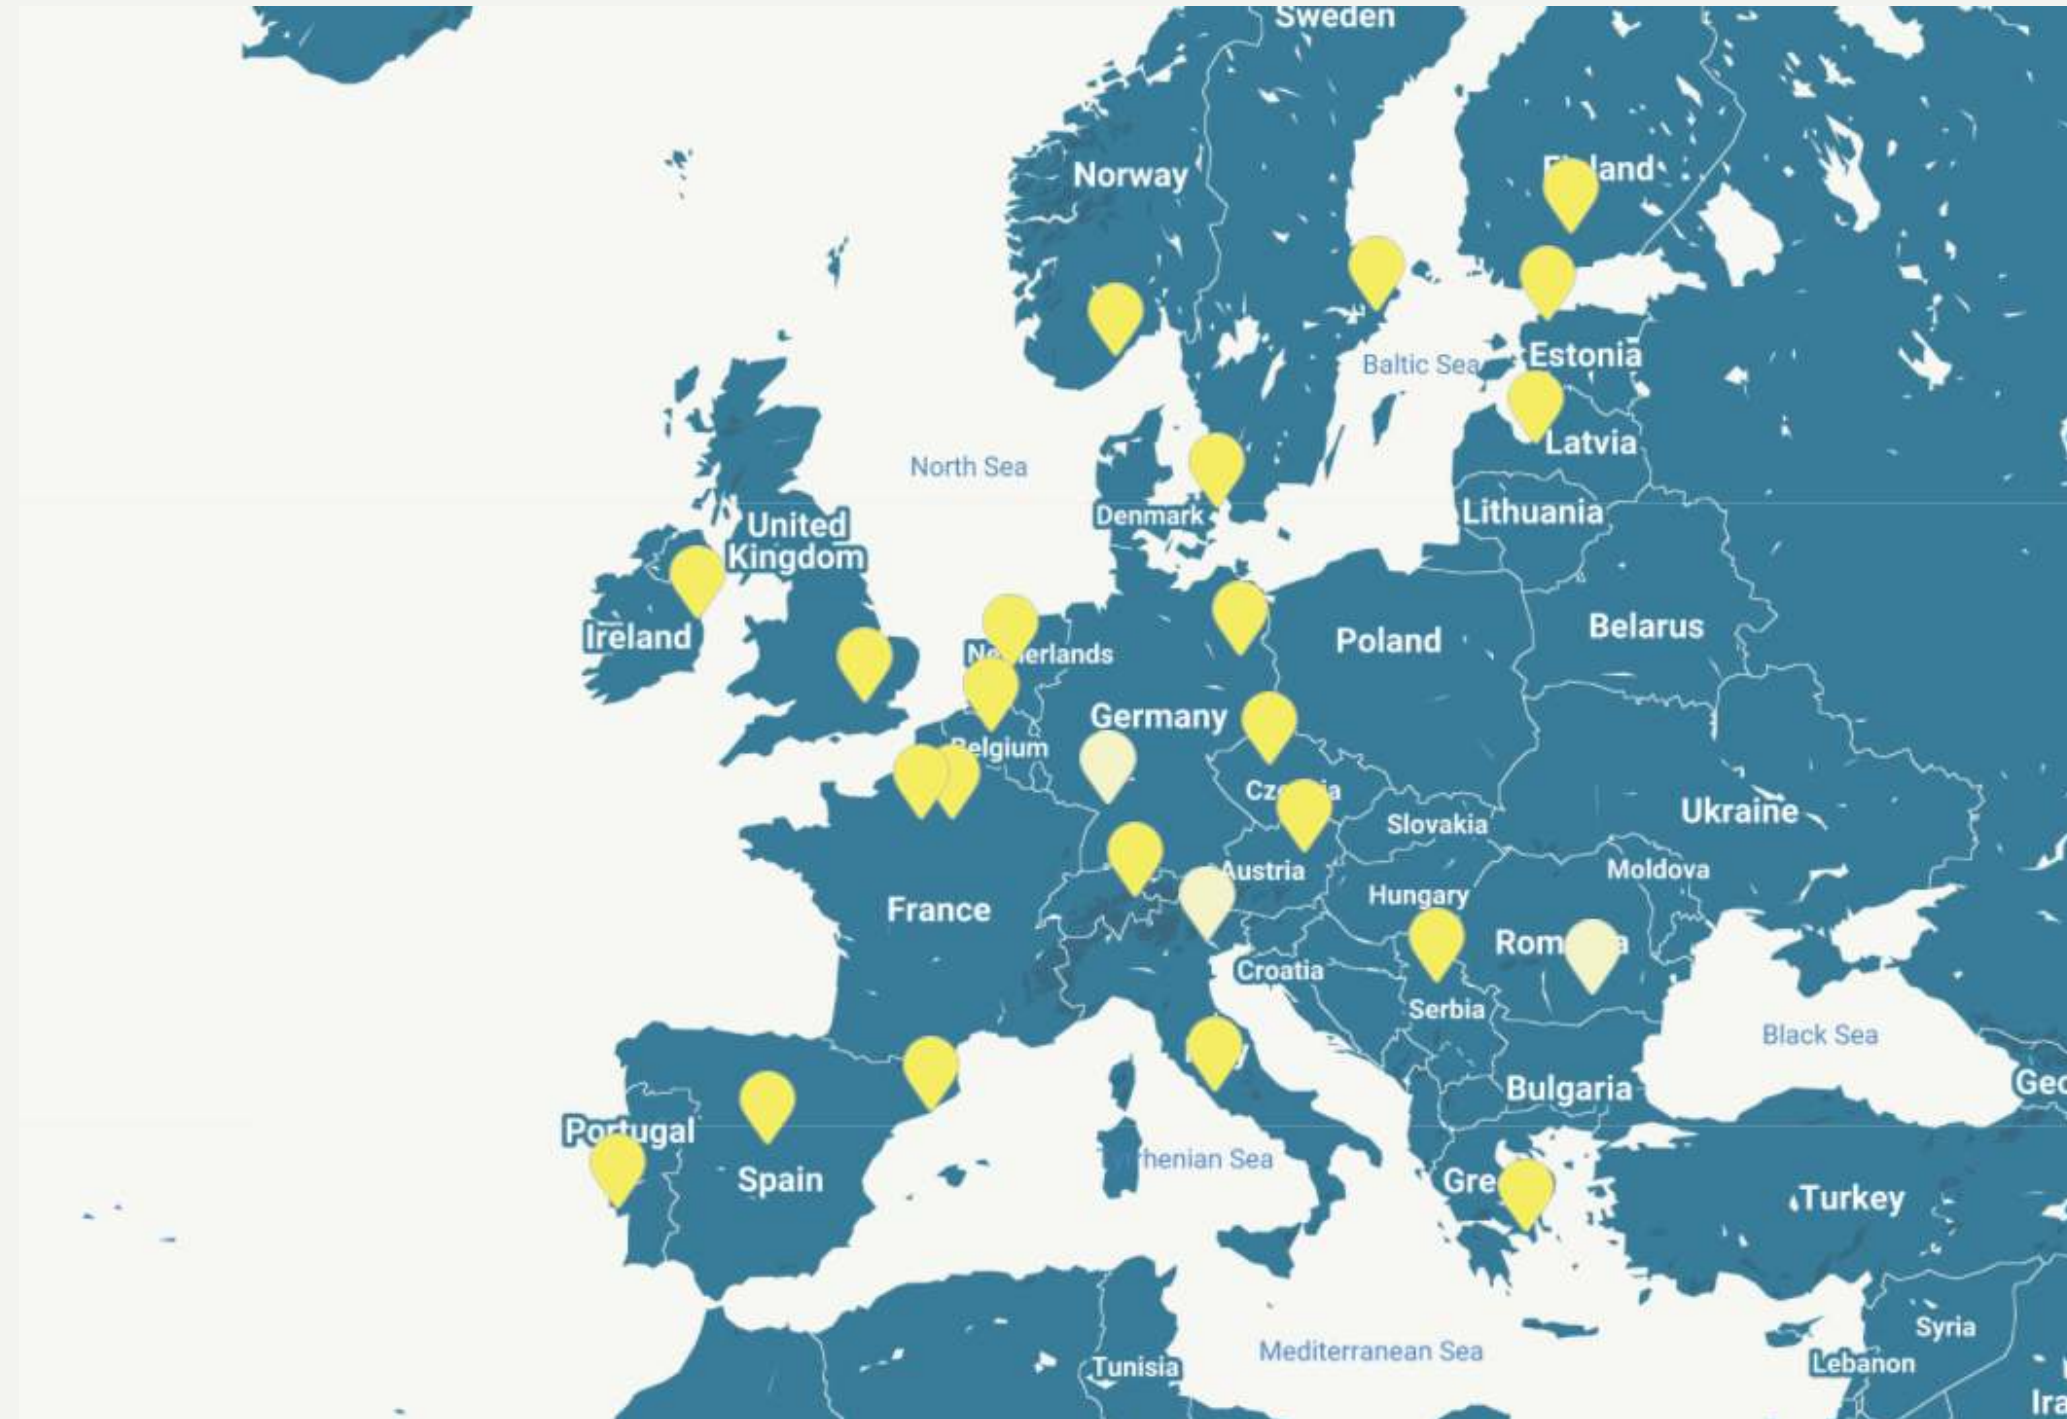 Sweden
Norway
Baltic Sea
Estonia
Latvia
North Sea
Denmark
Lithuania
United
Kingdom
Ireland
Poland
Belarus
Germany
Belgium
Ukraine
Slovakia
Austria
Moldova
Hungary
France
Croatia
Serbia
Black Sea
Bulgaria
Portugal
Spain
Turkey
Syria
Mediterranean Sea
Lebanon
Tunisia